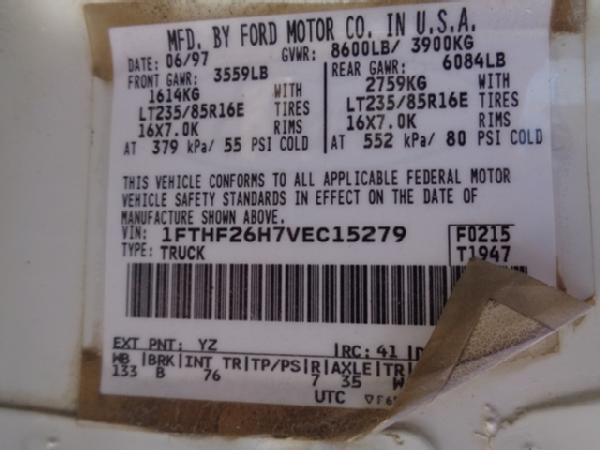 MFD. BY FORD MOTOR CO. IN U.S.A.
DATE: 06/97 GVWR: 8600LB/ 3900KG
FRONT GAWR: 3559LB REAR GAWR: 6084LB
1614KG WITH 2759KG WITH
LT235/85R16E TIRES LT235/85R16E TIRES
16X7.0K RIMS 16X7.0K RIMS
AT 379 kPa/ 55 PSI COLD AT 552 kPa/ 80 PSI COLD
THIS VEHICLE CONFORMS TO ALL APPLICABLE FEDERAL MOTOR
VEHICLE SAFETY STANDARDS IN EFFECT ON THE DATE OF
MANUFACTURE SHOWN ABOVE.
VIN: 1FTHF26H7VEC15279 F0215
TYPE: TRUCK T1947
EXT PNT: YZ RC: 41
WB BRK INT TR TP/PS R AXLE TR
133 B 76 7 35 W
UTC